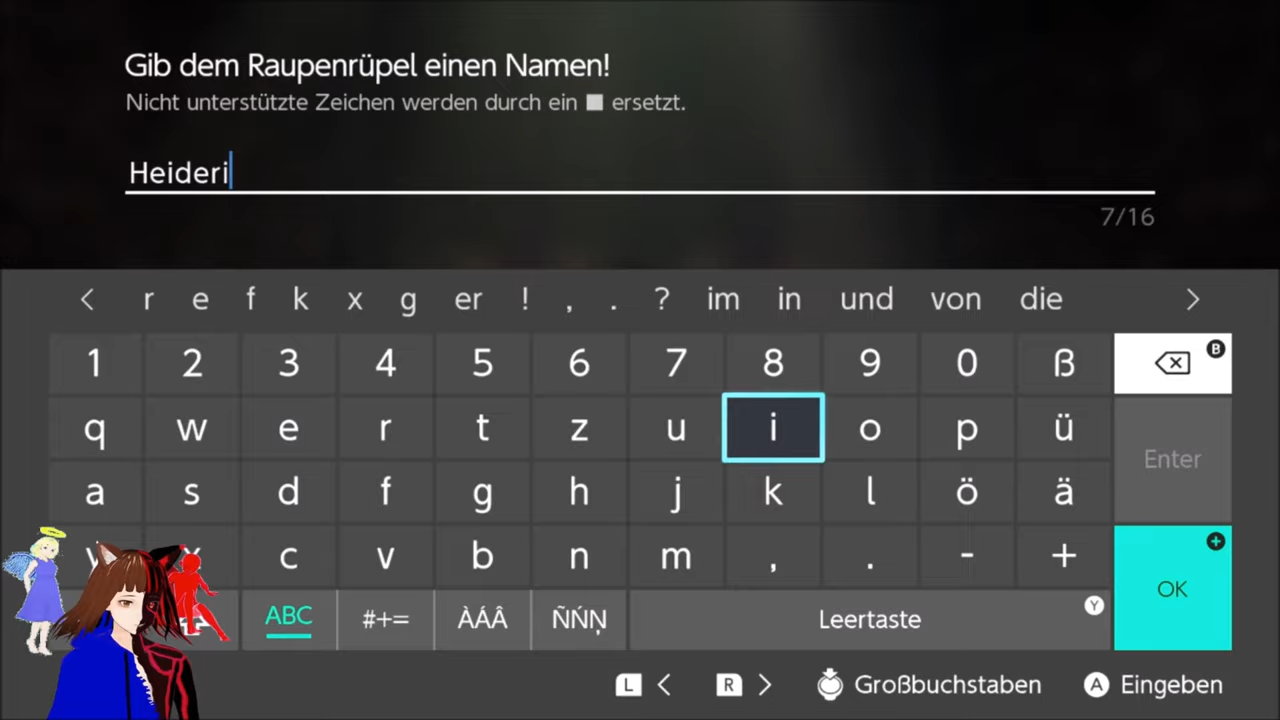 Gib dem Raupenrüpel einen Namen!
Nicht unterstützte Zeichen werden durch ein ■ ersetzt.
Heideri
7/16
< r e f k x g er ! , . ? im in und von die >
1 2 3 4 5 6 7 8 9 0 ß B
q w e r t z u i o p ü
Enter
a s d f g h j k l ö ä
c v b n m , . - +
OK
ABC #+= ÀÁÂ ÑŃŅ Leertaste Y
L < R > Großbuchstaben A Eingeben